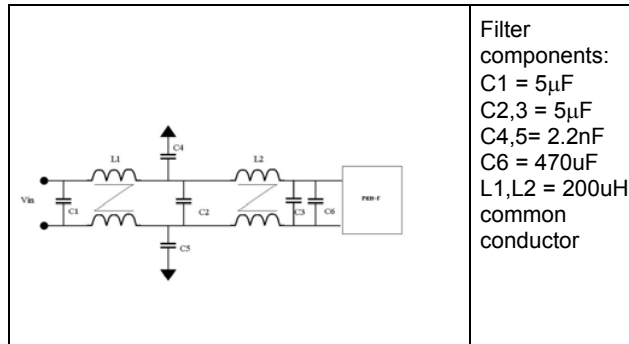 Filter
components:
C1 = 5μF
C2,3 = 5μF
C4,5= 2.2nF
C6 = 470uF
L1,L2 = 200uH
common
conductor
C4
L1
L2
Vin
C1
C2
C3
C6
C5